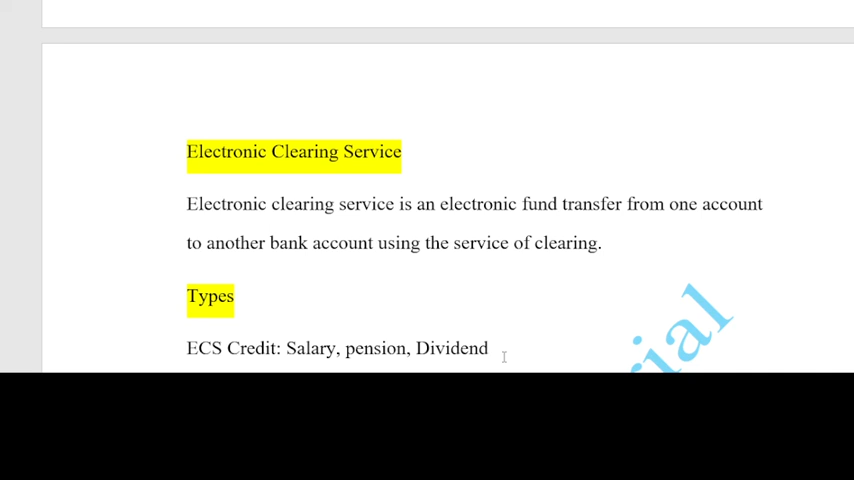 Electronic Clearing Service
Electronic clearing service is an electronic fund transfer from one account
to another bank account using the service of clearing.
Types
ECS Credit: Salary, pension, Dividend
ial